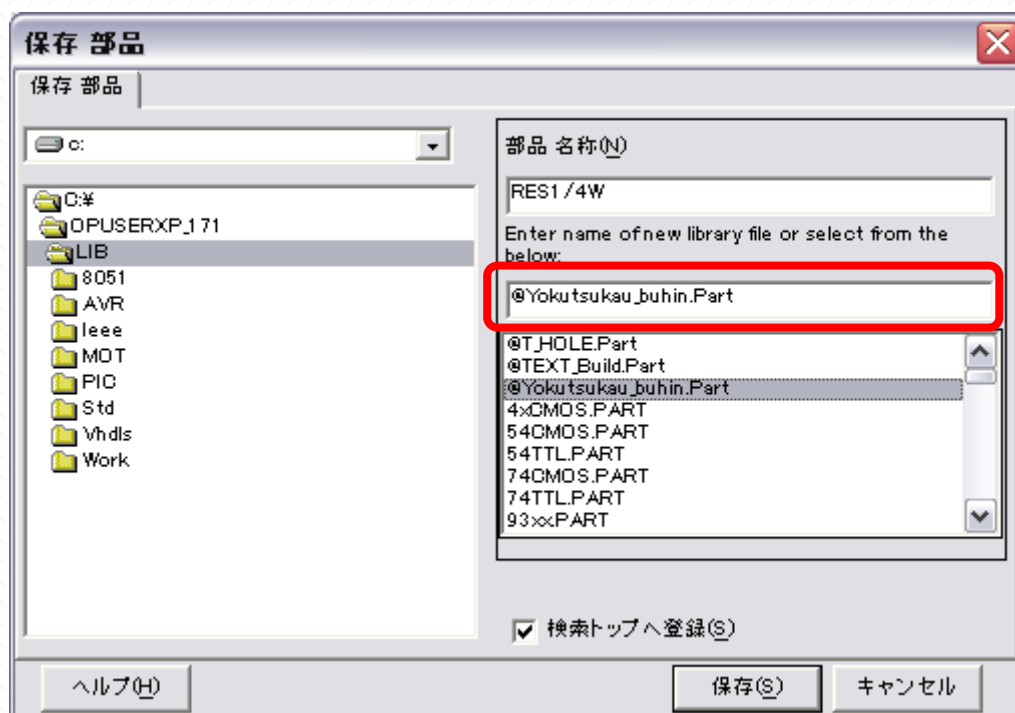 保存 部品
保存 部品
c:
C:¥
OPUSERXP_171
LIB
8051
AVR
Ieee
MOT
PIC
Std
Vhdls
Work
部品 名称(N)
RES1/4W
Enter name of new library file or select from the
below:
@Yokutsukau_buhin.Part
@T_HOLE.Part
@TEXT_Build.Part
@Yokutsukau_buhin.Part
4xCMOS.PART
54CMOS.PART
54TTL.PART
74CMOS.PART
74TTL.PART
93xx.PART
検索トップへ登録(S)
ヘルプ(H)
保存(S)
キャンセル